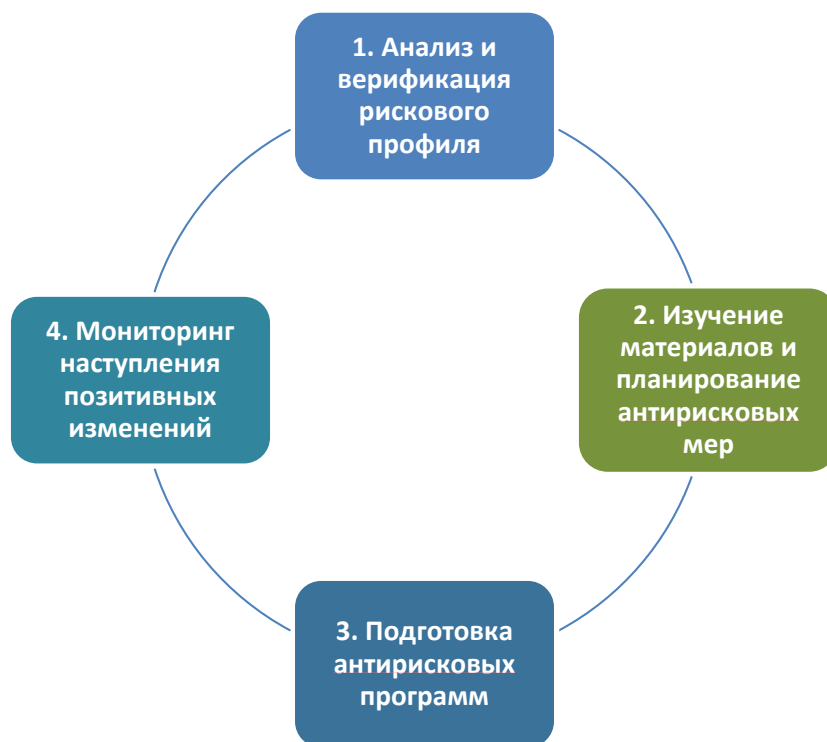 1. Анализ и
верификация
рискового
профиля
2. Изучение
материалов и
планирование
антирисковых
мер
3. Подготовка
антирисковых
программ
4. Мониторинг
наступления
позитивных
изменений